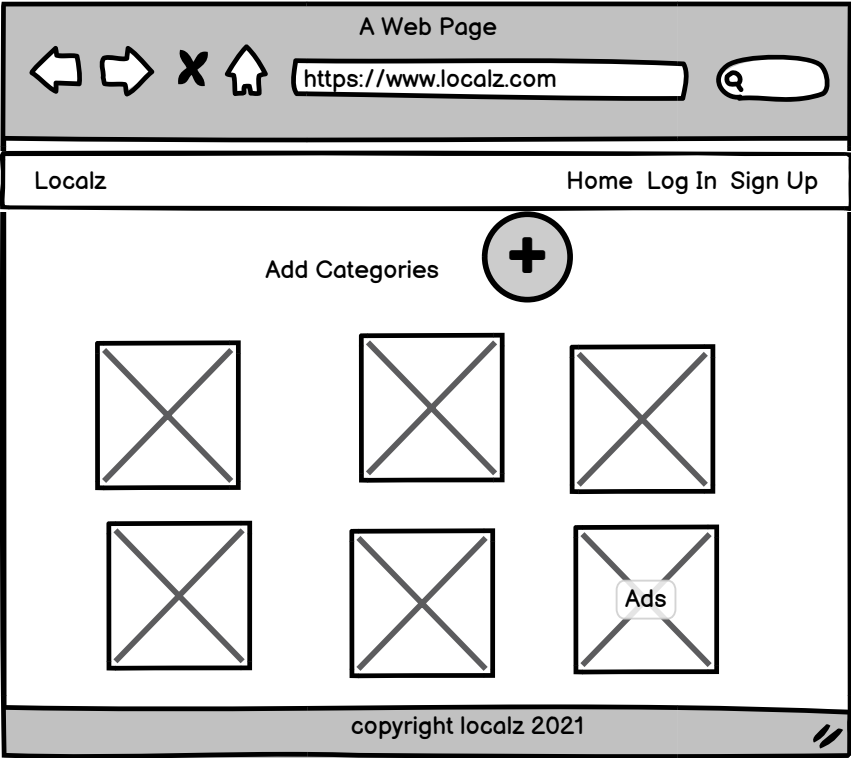 A Web Page
https://www.localz.com
Localz
Home Log In Sign Up
Add Categories
Ads
copyright localz 2021